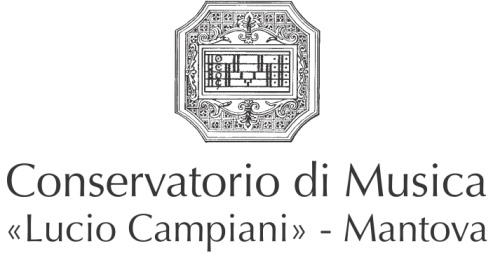 Conservatorio di Musica
«Lucio Campiani» - Mantova